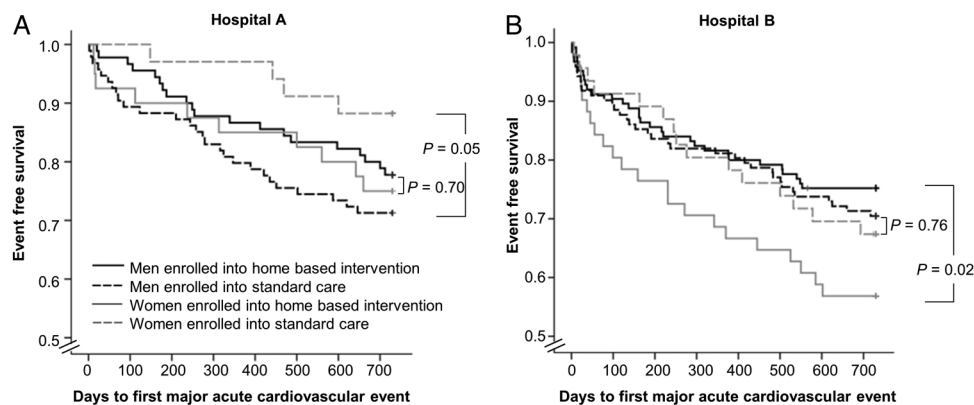 A
Hospital A
Event free survival
1.0
0.9
0.8
0.7
0.6
0.5
P = 0.05
P = 0.70
Men enrolled into home based intervention
Men enrolled into standard care
Women enrolled into home based intervention
Women enrolled into standard care
0 100 200 300 400 500 600 700
Days to first major acute cardiovascular event
B
Hospital B
Event free survival
1.0
0.9
0.8
0.7
0.6
0.5
P = 0.76
P = 0.02
0 100 200 300 400 500 600 700
Days to first major acute cardiovascular event